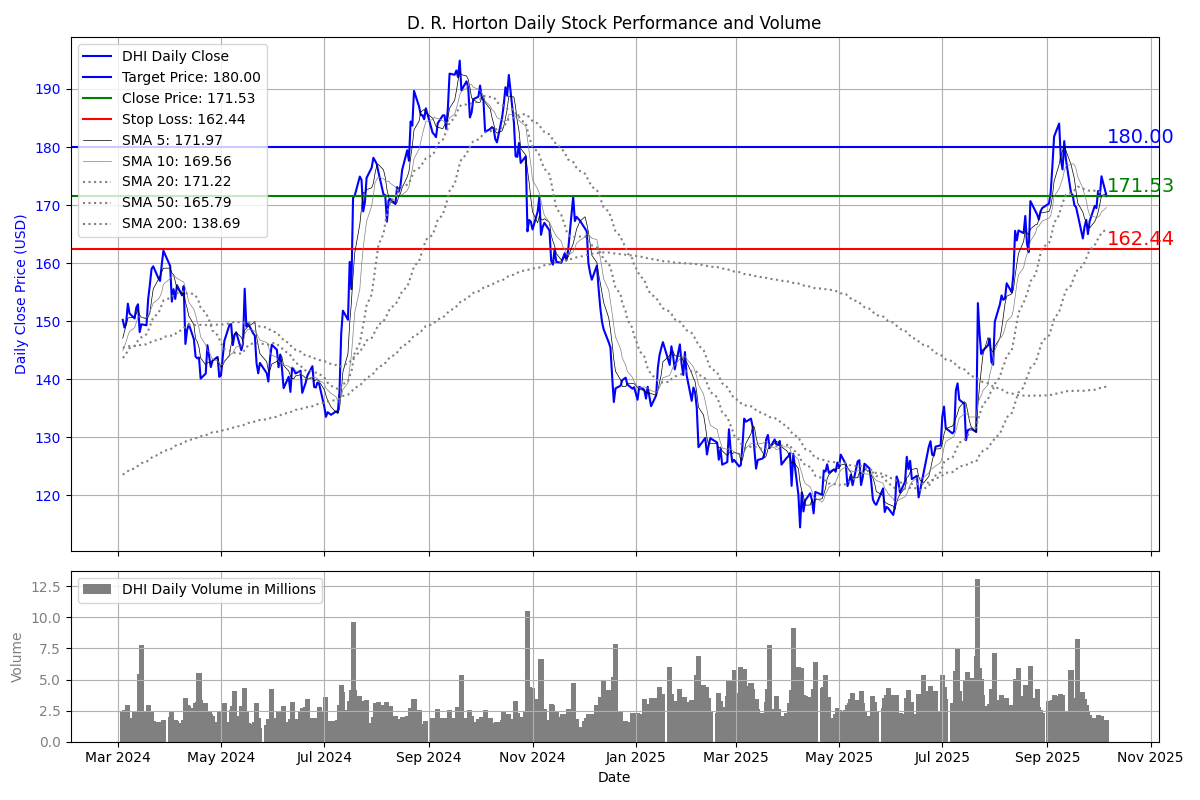 D. R. Horton Daily Stock Performance and Volume
DHI Daily Close
Target Price: 180.00
Close Price: 171.53
Stop Loss: 162.44
SMA 5: 171.97
SMA 10: 169.56
SMA 20: 171.22
SMA 50: 165.79
SMA 200: 138.69
180.00
171.53
162.44
190
180
170
160
150
140
130
120
Daily Close Price (USD)
DHI Daily Volume in Millions
12.5
10.0
7.5
5.0
2.5
0.0
Volume
Mar 2024 May 2024 Jul 2024 Sep 2024 Nov 2024 Jan 2025 Mar 2025 May 2025 Jul 2025 Sep 2025 Nov 2025
Date